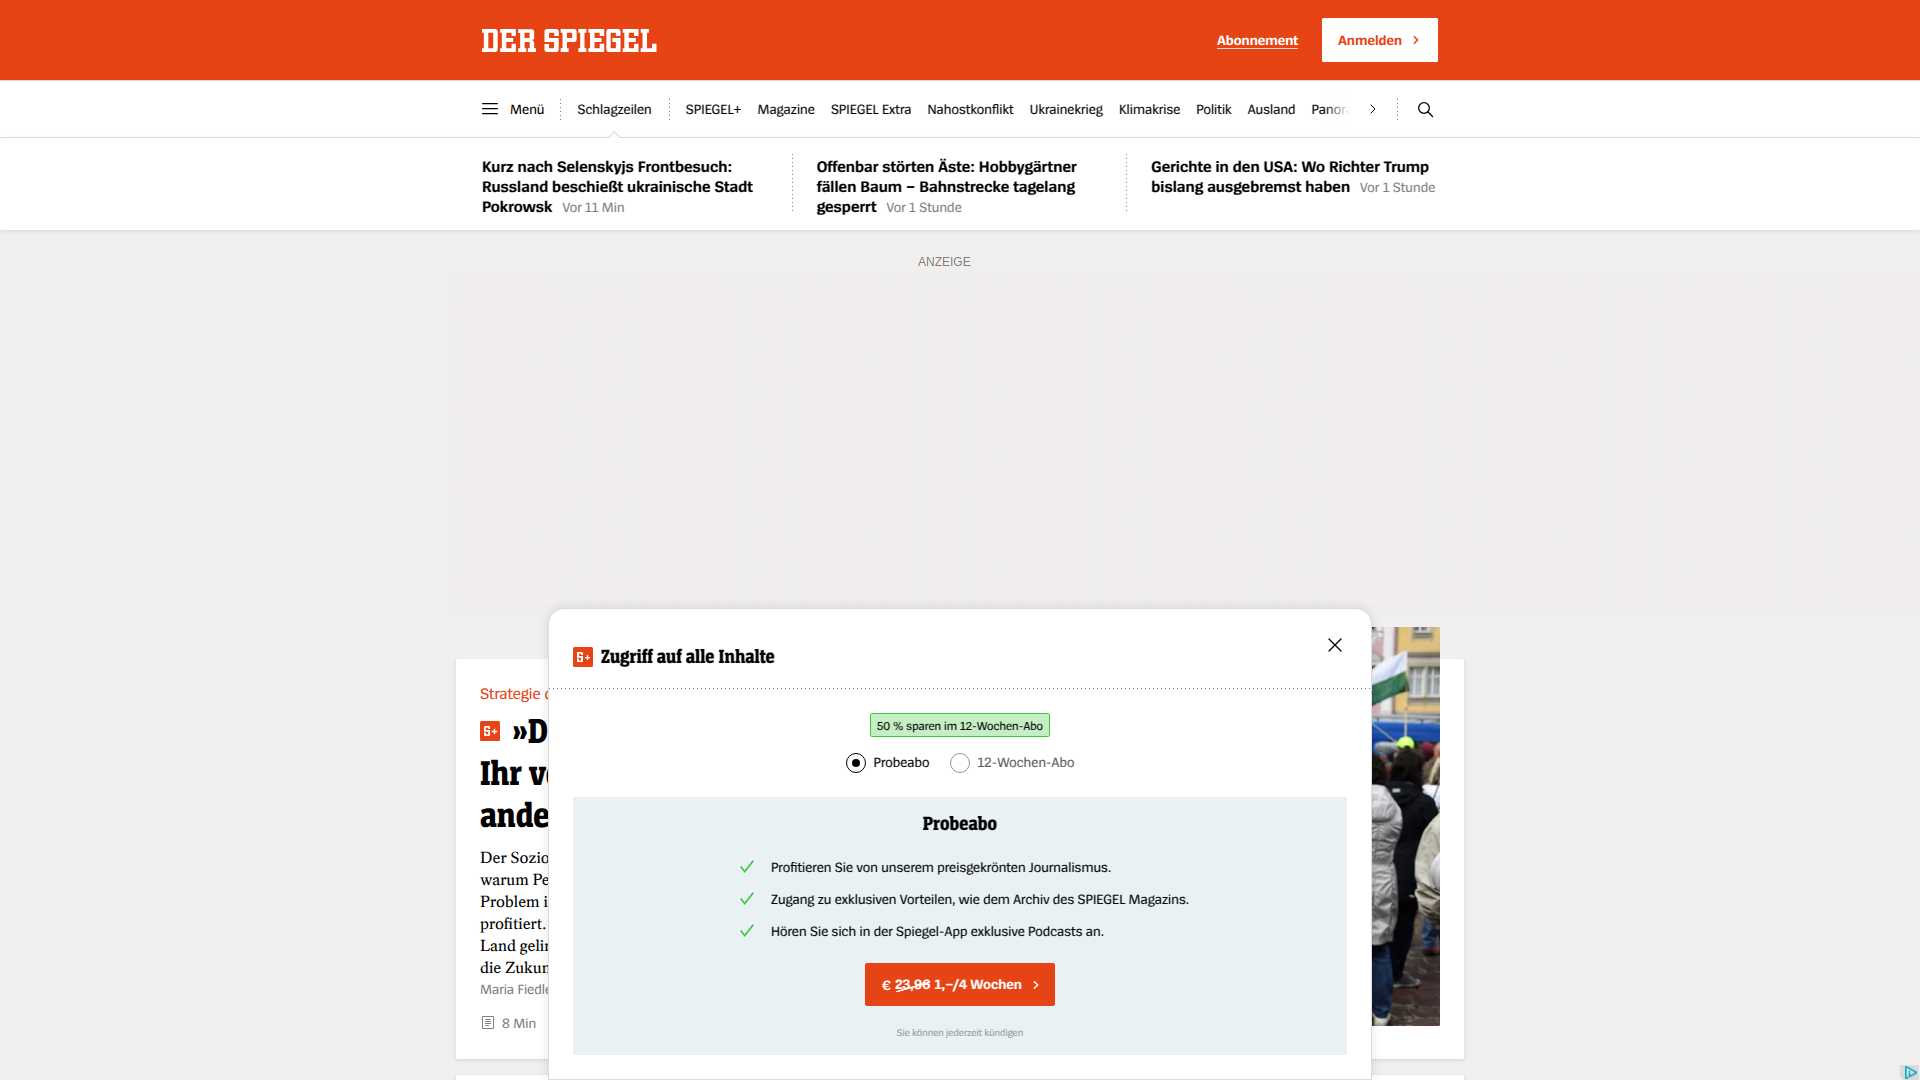 DER SPIEGEL
Abonnement
Anmelden
Menü
Schlagzeilen
SPIEGEL+
Magazine
SPIEGEL Extra
Nahostkonflikt
Ukrainekrieg
Klimakrise
Politik
Ausland
Kurz nach Selenskyjs Frontbesuch:
Russland beschießt ukrainische Stadt
Pokrowsk Vor 11 Min
Offenbar störten Äste: Hobbygärtner
fällen Baum – Bahnstrecke tagelang
gesperrt Vor 1 Stunde
Gerichte in den USA: Wo Richter Trump
bislang ausgebremst haben Vor 1 Stunde
ANZEIGE
Strategie
»D
Ihr
ande
Der Sozio
warum Pe
Problem i
profitiert.
Land gelin
die Zukun
Maria Fiedle
8 Min
Zugriff auf alle Inhalte
50 % sparen im 12-Wochen-Abo
Probeabo
12-Wochen-Abo
Probeabo
Profitieren Sie von unserem preisgekrönten Journalismus.
Zugang zu exklusiven Vorteilen, wie dem Archiv des SPIEGEL Magazins.
Hören Sie sich in der Spiegel-App exklusive Podcasts an.
€ 23,96 1,–/4 Wochen
Sie können jederzeit kündigen